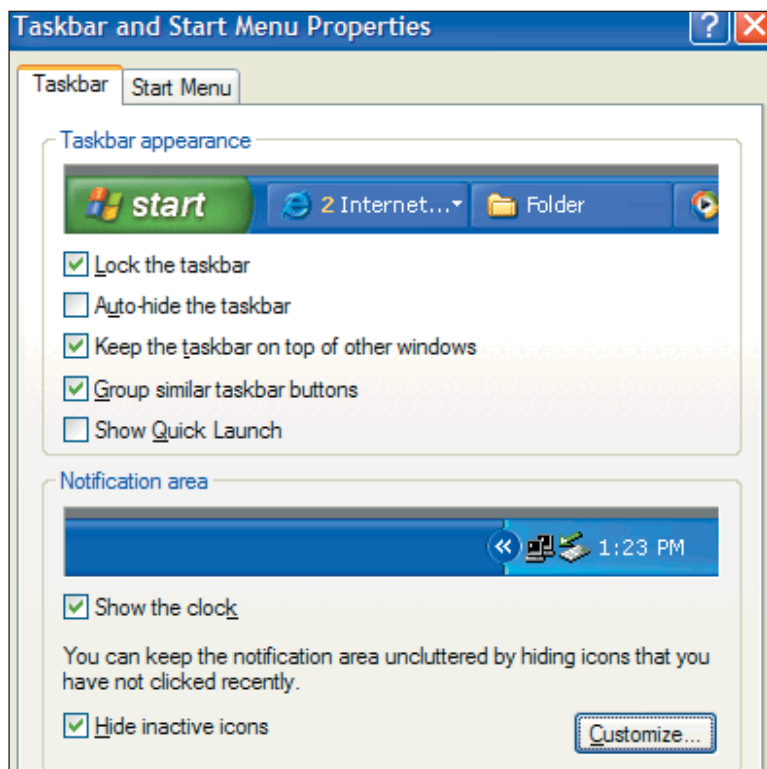 Taskbar and Start Menu Properties
Taskbar
Start Menu
Taskbar appearance
start
2 Internet...
Folder
Lock the taskbar
Auto-hide the taskbar
Keep the taskbar on top of other windows
Group similar taskbar buttons
Show Quick Launch
Notification area
1:23 PM
Show the clock
You can keep the notification area uncluttered by hiding icons that you
have not clicked recently.
Hide inactive icons
Customize...